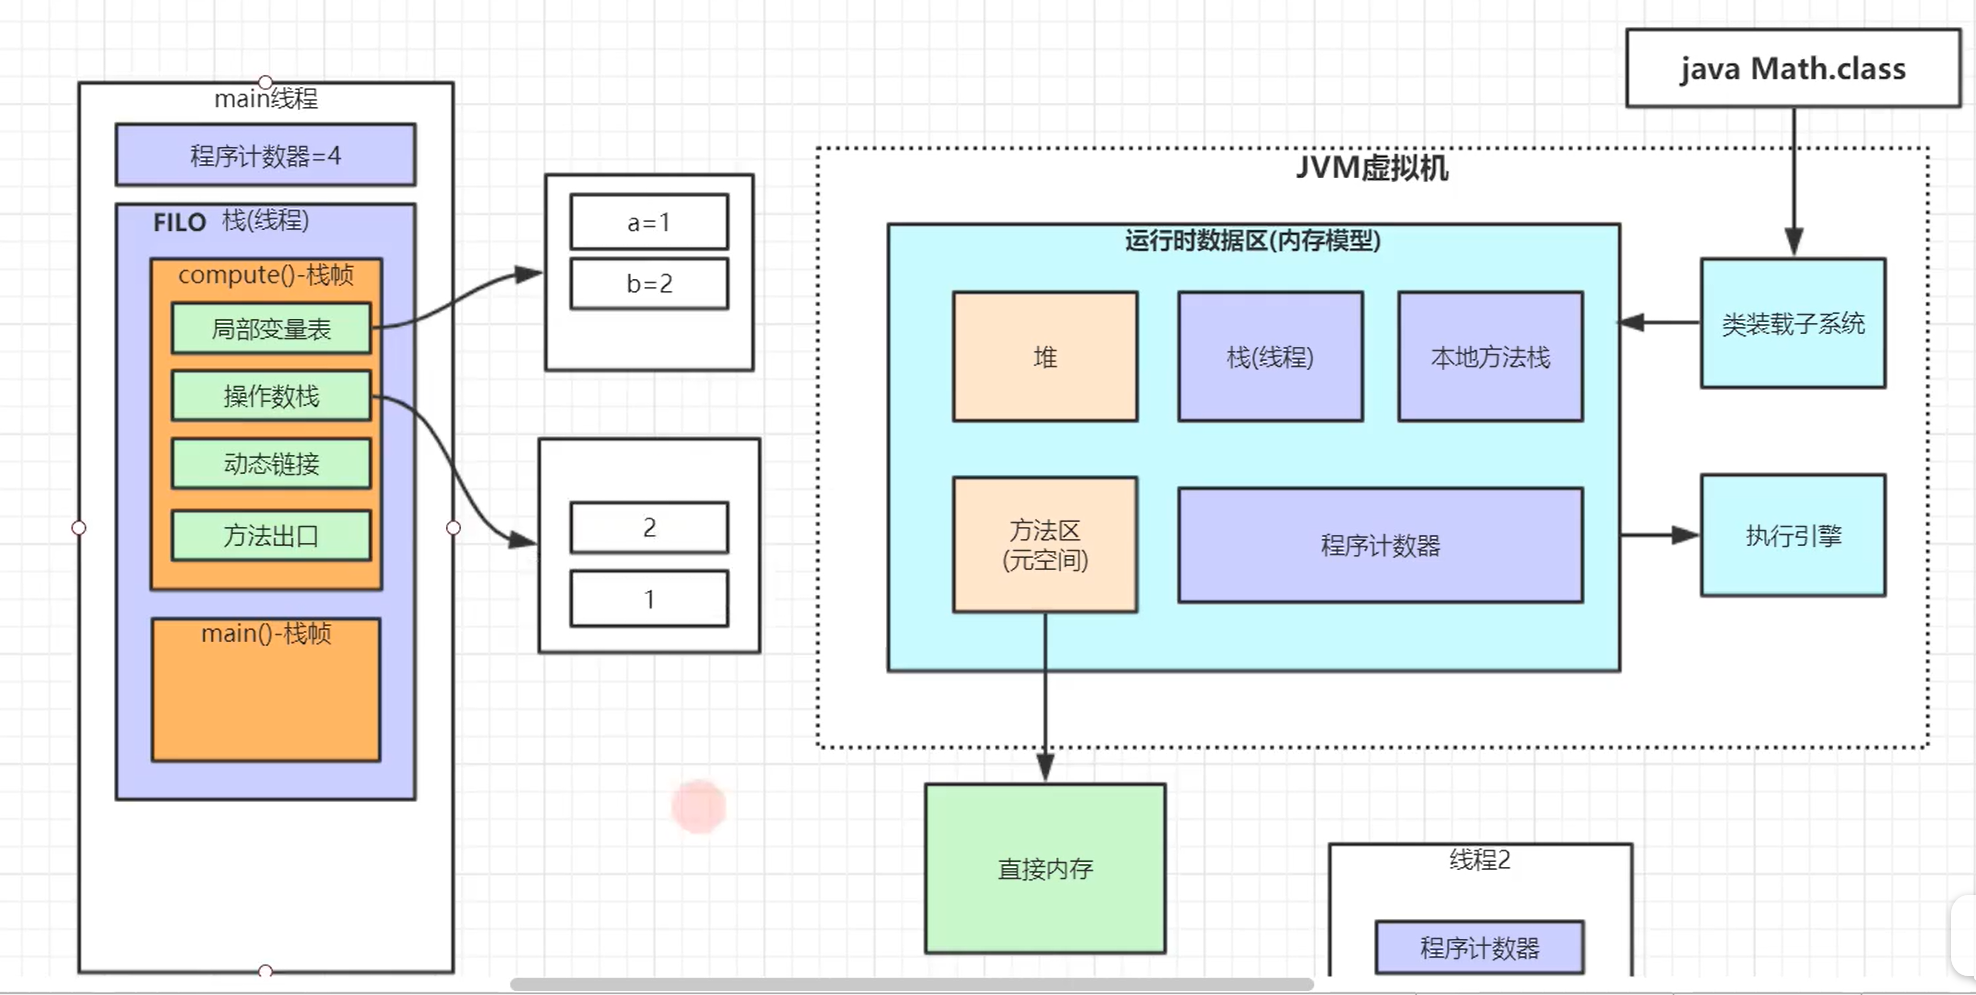 main线程
程序计数器=4
FILO 栈(线程)
compute()-栈帧
局部变量表
操作数栈
动态链接
方法出口
main()-栈帧
a=1
b=2
2
1
java Math.class
JVM虚拟机
运行时数据区(内存模型)
堆
栈(线程)
本地方法栈
类装载子系统
方法区
(元空间)
程序计数器
执行引擎
直接内存
线程2
程序计数器